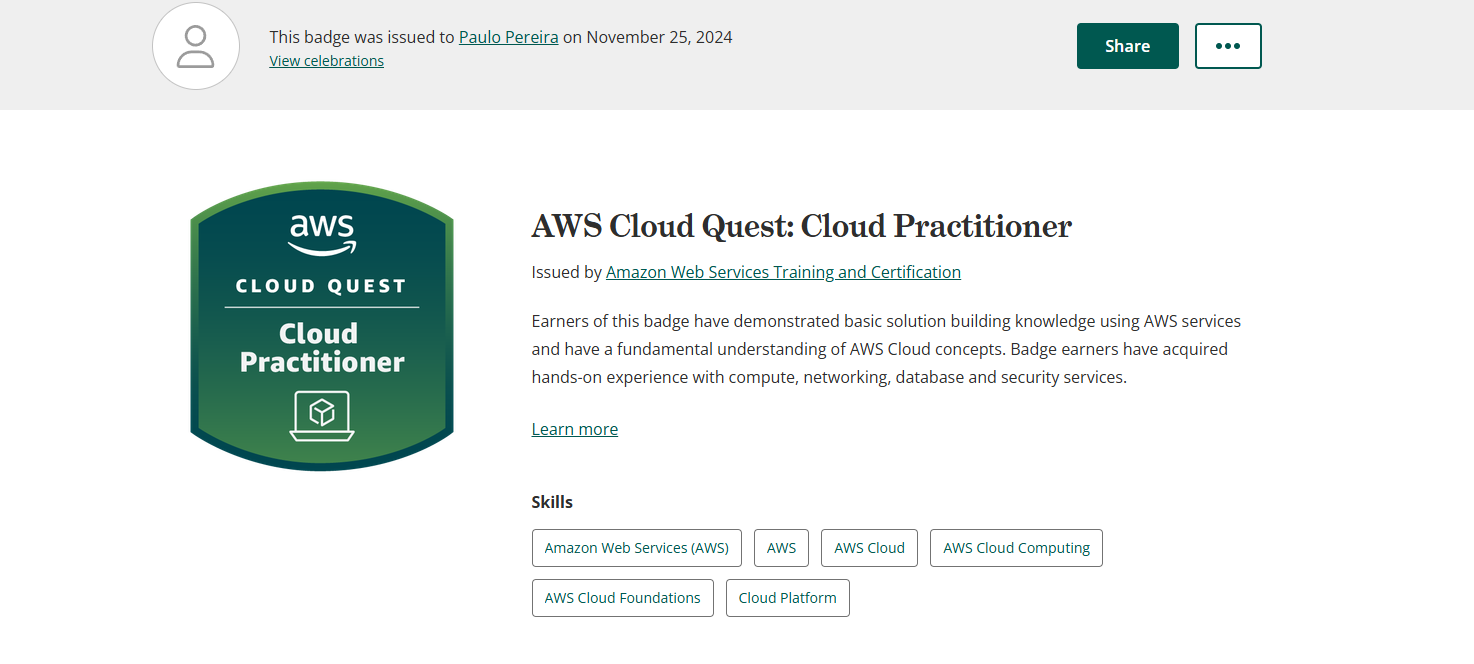 This badge was issued to Paulo Pereira on November 25, 2024
View celebrations
Share
•••
aws
CLOUD QUEST
Cloud
Practitioner
AWS Cloud Quest: Cloud Practitioner
Issued by Amazon Web Services Training and Certification
Earners of this badge have demonstrated basic solution building knowledge using AWS services
and have a fundamental understanding of AWS Cloud concepts. Badge earners have acquired
hands-on experience with compute, networking, database and security services.
Learn more
Skills
Amazon Web Services (AWS) AWS AWS Cloud AWS Cloud Computing
AWS Cloud Foundations Cloud Platform